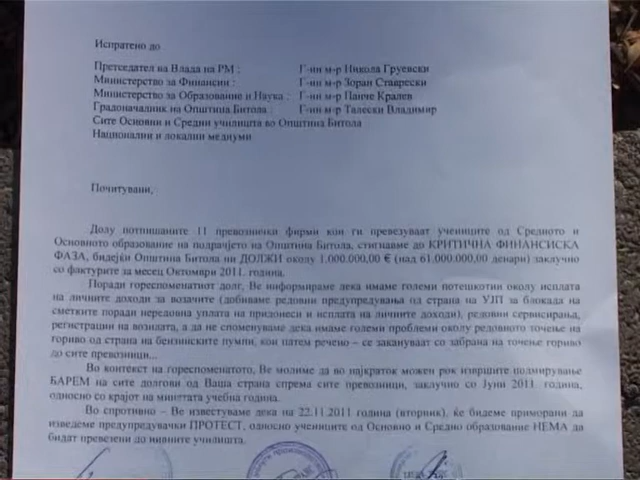 Испратено до
Претседател на Влада на РМ : Г-ин м-р Никола Груевски
Министерство за Финансии : Г-ин м-р Зоран Ставрески
Министерство за Образование и Наука : Г-ин м-р Панче Кралев
Градоначалник на Општина Битола : Г-ин м-р Талески Владимир
Сите Основни и Средни училишта во Општина Битола
Национални и локални медиуми
Почитувани,
Долу потпишаните 11 превознички фирми кои ги превезуваат учениците од Средното и
Основното образование на подрачјето на Општина Битола, стигнавме до КРИТИЧНА ФИНАНСИСКА
ФАЗА, бидејќи Општина Битола ни ДОЛЖИ околу 1.000.000,00 € (над 61.000.000,00 денари) заклучно
со фактурите за месец Октомври 2011. година.
Поради гореспоменатиот долг, Ве информираме дека имаме големи потешкотии околу исплата
на личните доходи за возачите (добиваме редовни предупредувања од страна на УЈП за блокада на
сметките поради нередовна уплата на придонеси и исплата на личните доходи), редовни сервисирања,
регистрации на возилата, а да не споменуваме дека имаме големи проблеми околу редовното точење на
гориво од страна на бензинските пумпи, кои патем речено – се закануваат со забрана на точење гориво
до сите превозници...
Во контекст на гореспоменатото, Ве молиме да во најкраток можен рок извршите подмирување
БАРЕМ на сите долгови од Ваша страна спрема сите превозници, заклучно со Јуни 2011. година,
односно со крајот на минатата учебна година.
Во спротивно – Ве известуваме дека на 22.11.2011 година (вторник), ќе бидеме приморани да
изведеме предупредувачки ПРОТЕСТ, односно учениците од Основно и Средно образование НЕМА да
бидат превезени до нивните училишта.